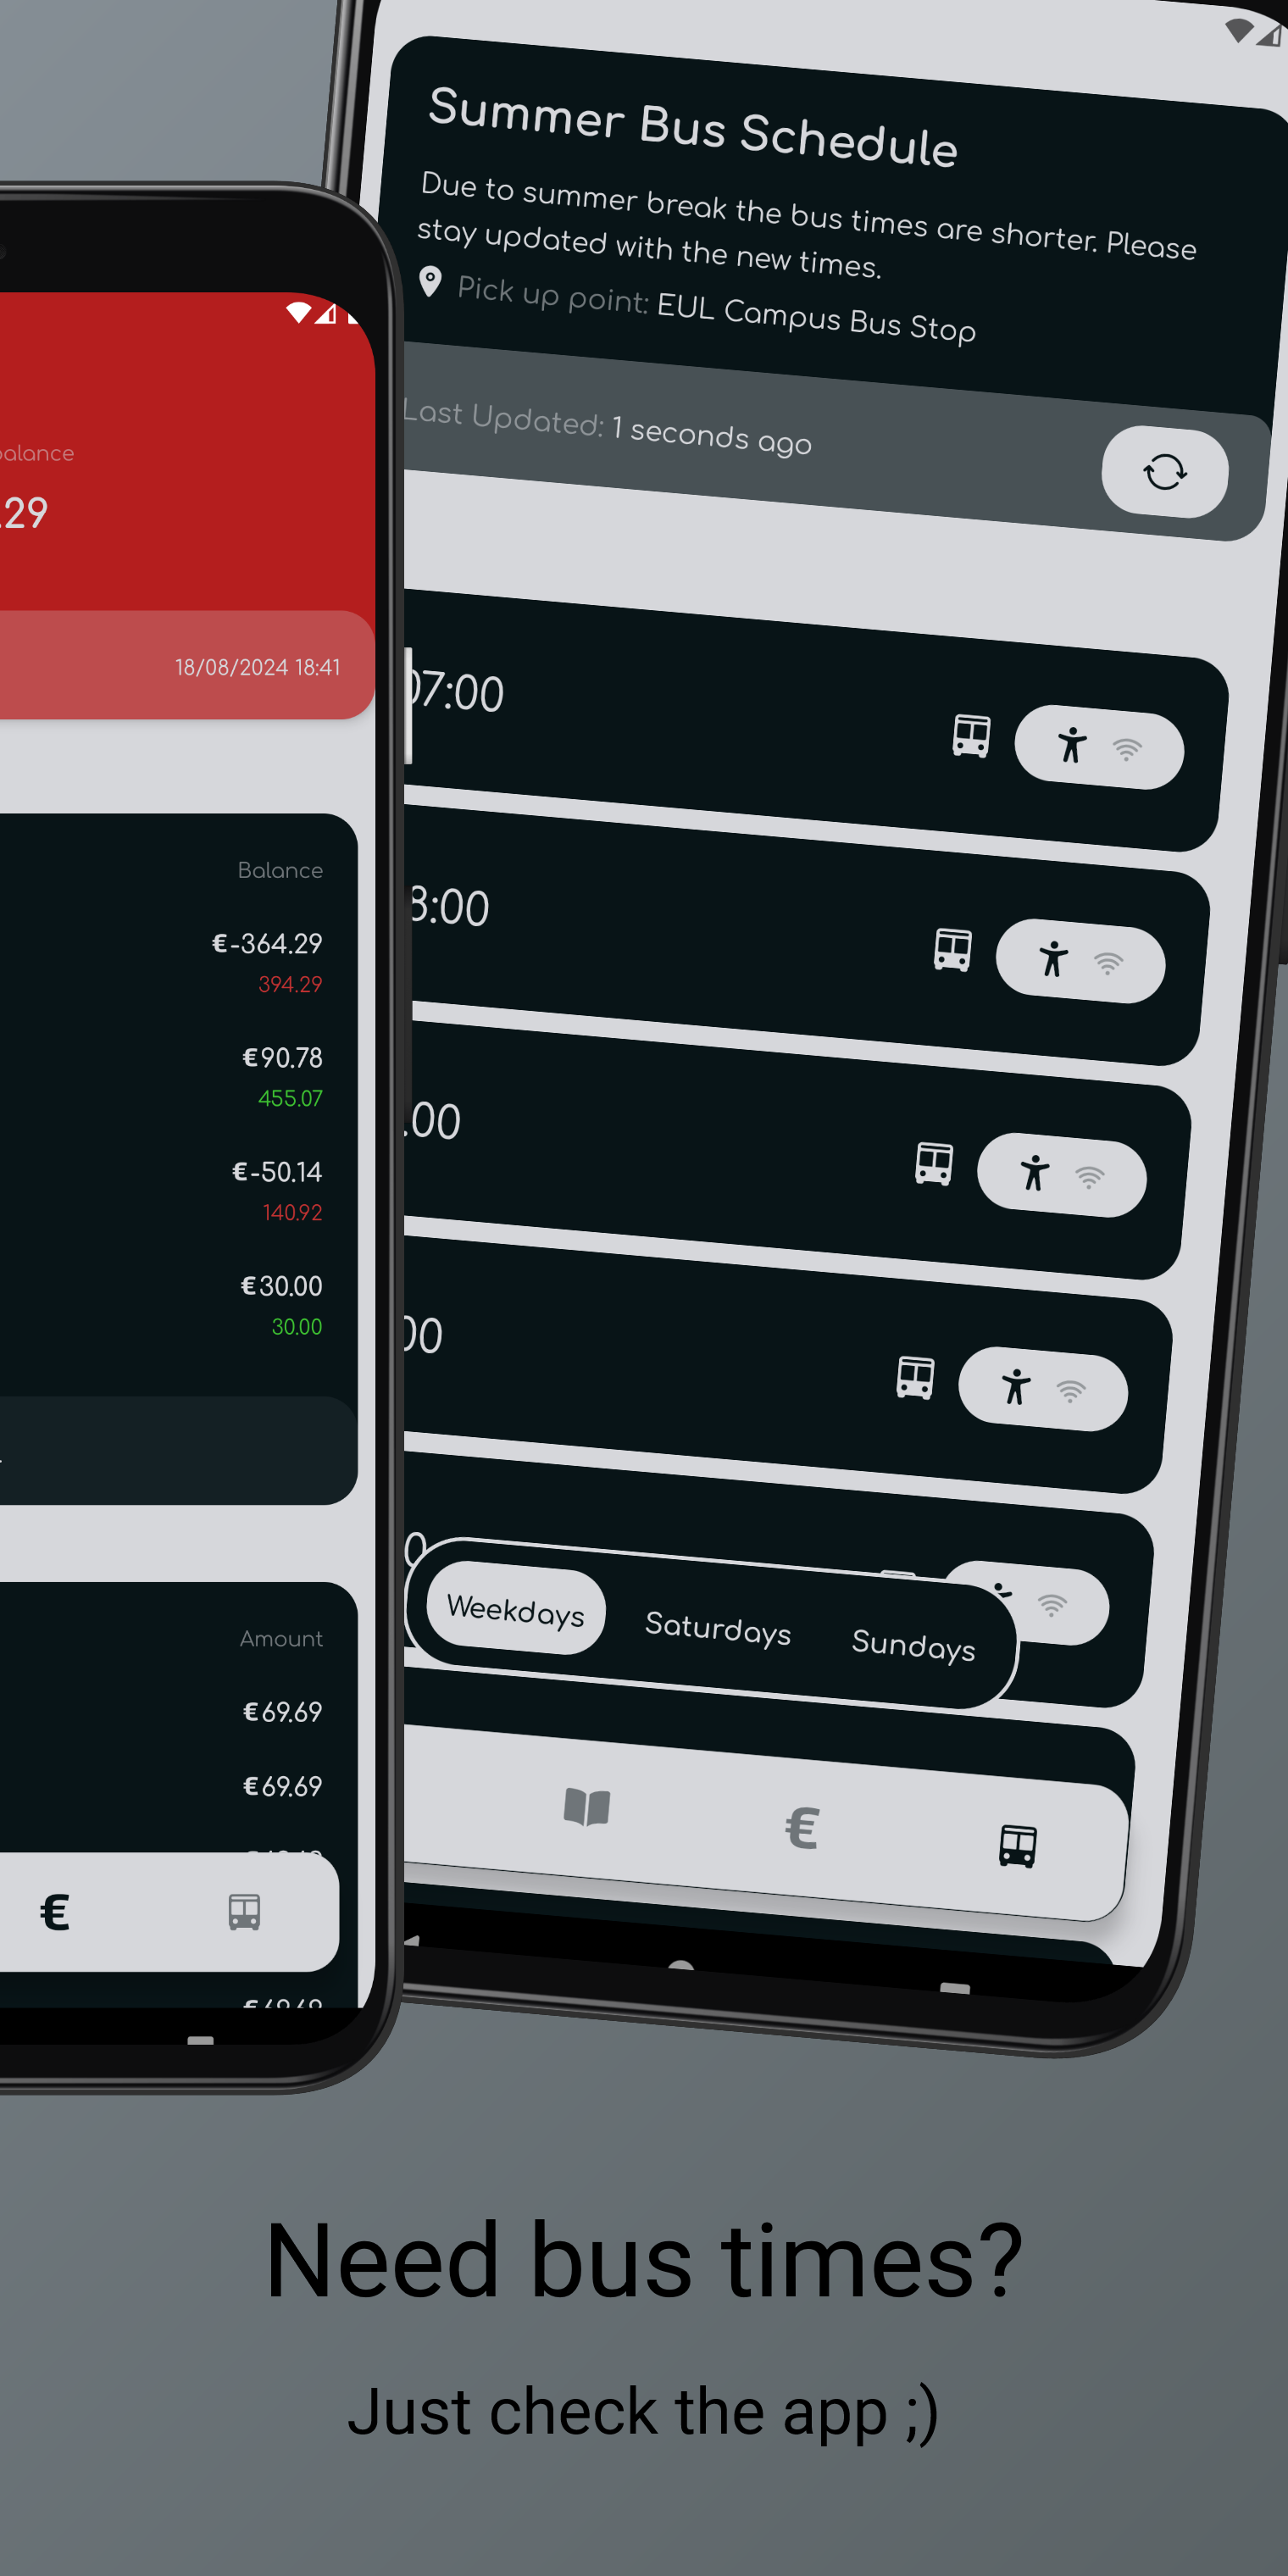 Summer Bus Schedule
Due to summer break the bus times are shorter. Please
stay updated with the new times.
Pick up point: EUL Campus Bus Stop
Last Updated: 1 seconds ago
07:00
8:00
:00
00
0
Weekdays Saturdays Sundays
€
alance
.29
18/08/2024 18:41
Balance
€-364.29
394.29
€90.78
455.07
€-50.14
140.92
€30.00
30.00
Amount
€69.69
€69.69
€
Need bus times?
Just check the app ;)